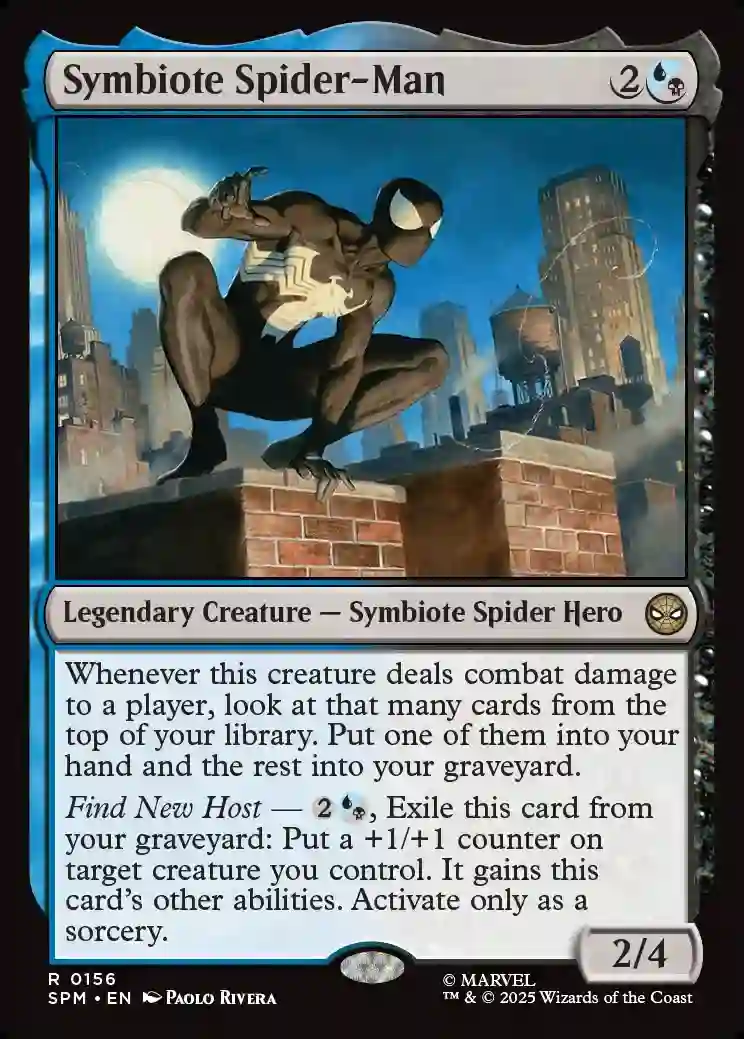 Symbiote Spider-Man 2
Legendary Creature — Symbiote Spider Hero
Whenever this creature deals combat damage
to a player, look at that many cards from the
top of your library. Put one of them into your
hand and the rest into your graveyard.
Find New Host — 2 , Exile this card from
your graveyard: Put a +1/+1 counter on
target creature you control. It gains this
card's other abilities. Activate only as a
sorcery.
2/4
R 0156
SPM • EN PAOLO RIVERA
© MARVEL
™ & © 2025 Wizards of the Coast